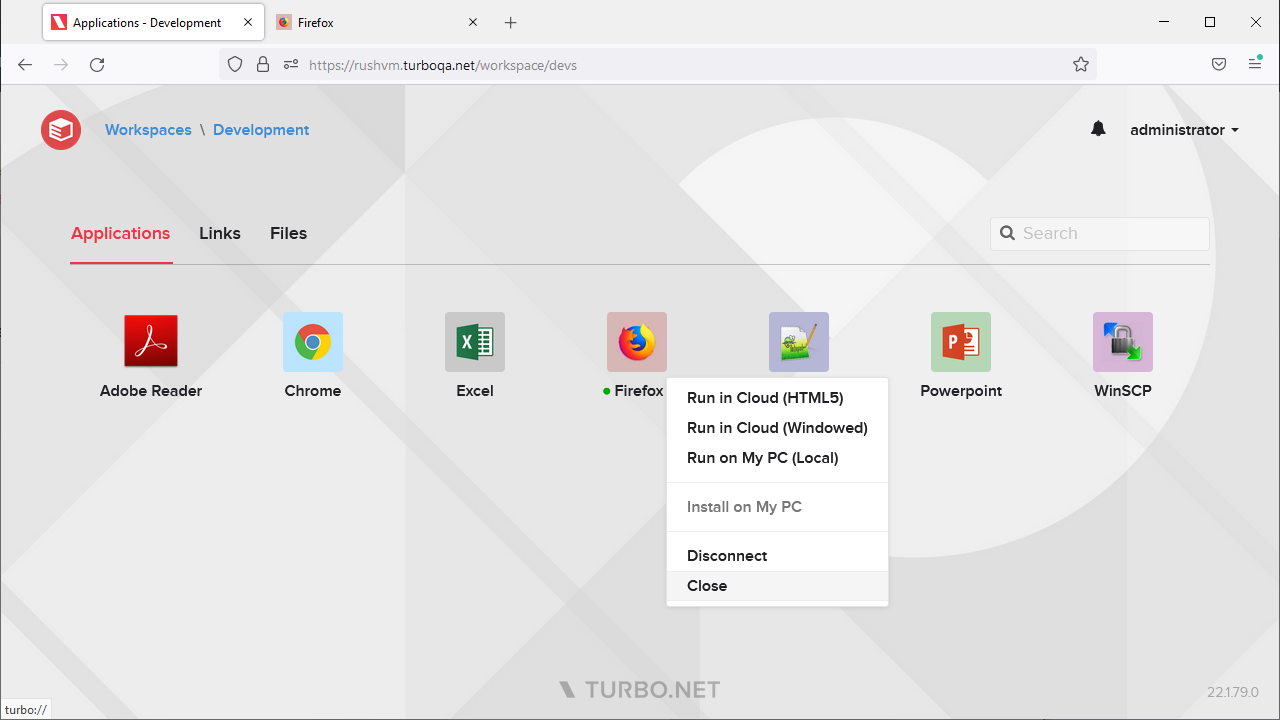 Applications - Development
Firefox
https://rushvm.turboqa.net/workspace/devs
Workspaces \ Development
administrator
Applications Links Files
Search
Adobe Reader
Chrome
Excel
Firefox
Powerpoint
WinSCP
Run in Cloud (HTML5)
Run in Cloud (Windowed)
Run on My PC (Local)
Install on My PC
Disconnect
Close
TURBO.NET
22.1.79.0
turbo://